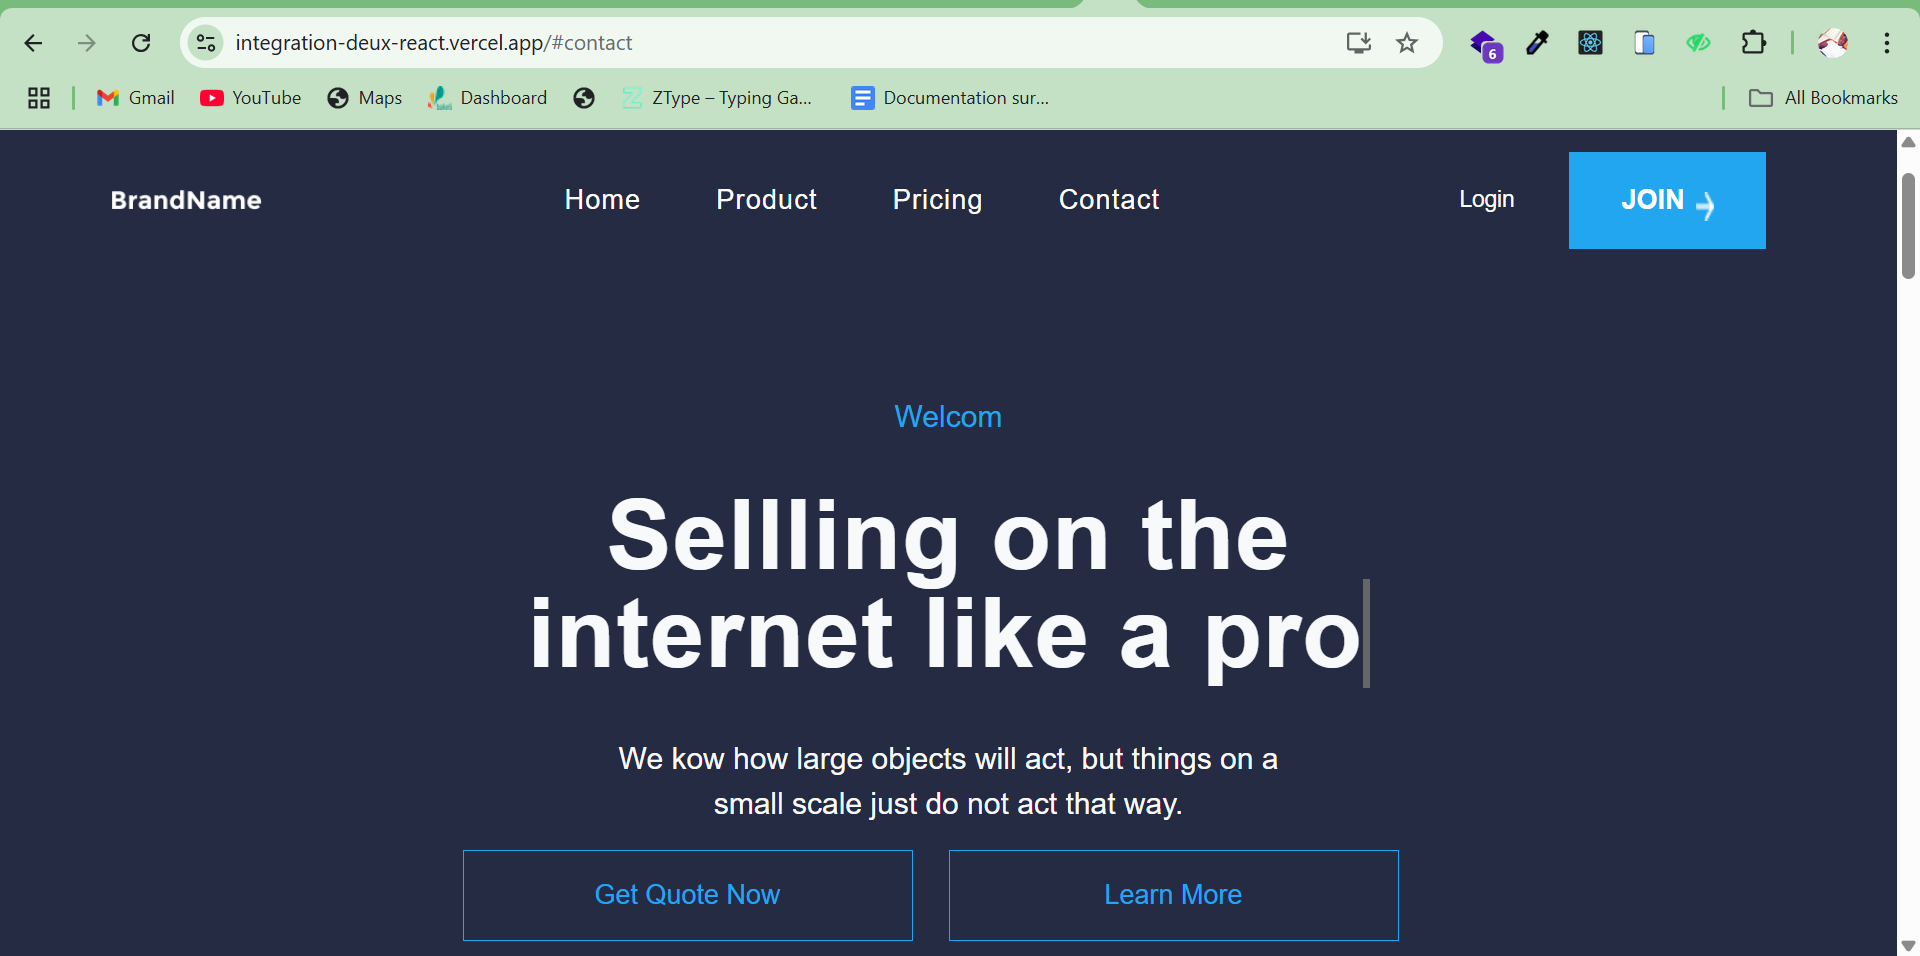 integration-deux-react.vercel.app/#contact
6
Gmail YouTube Maps Dashboard ZType – Typing Ga... Documentation sur... All Bookmarks
BrandName Home Product Pricing Contact Login JOIN
Welcom
Sellling on the
internet like a pro
We kow how large objects will act, but things on a
small scale just do not act that way.
Get Quote Now Learn More